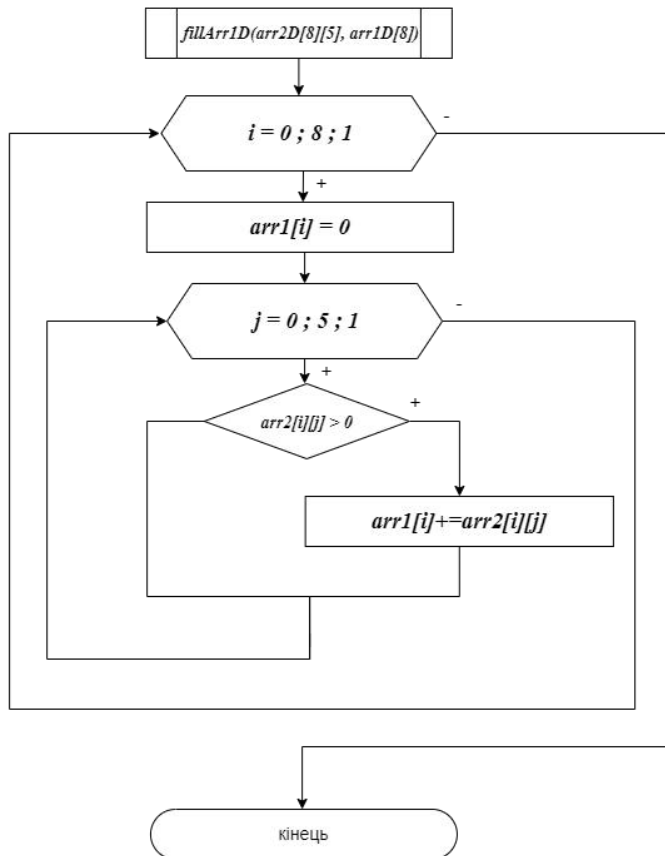 fillArr1D(arr2D[8][5], arr1D[8])
-
i = 0 ; 8 ; 1
+
arr1[i] = 0
-
j = 0 ; 5 ; 1
+
+
arr2[i][j] > 0
arr1[i]+=arr2[i][j]
кінець